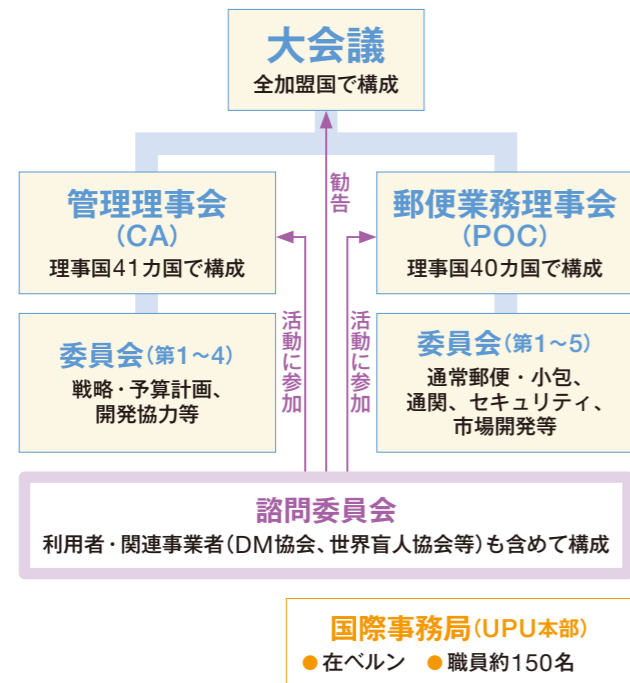 大会議
全加盟国で構成
勧告
管理理事会
(CA)
理事国41カ国で構成
郵便業務理事会
(POC)
理事国40カ国で構成
委員会(第1~4)
戦略・予算計画、
開発協力等
活動に参加
活動に参加
委員会(第1~5)
通常郵便・小包、
通関、セキュリティ、
市場開発等
諮問委員会
利用者・関連事業者(DM協会、世界盲人協会等)も含めて構成
国際事務局(UPU本部)
●在ベルン ●職員約150名